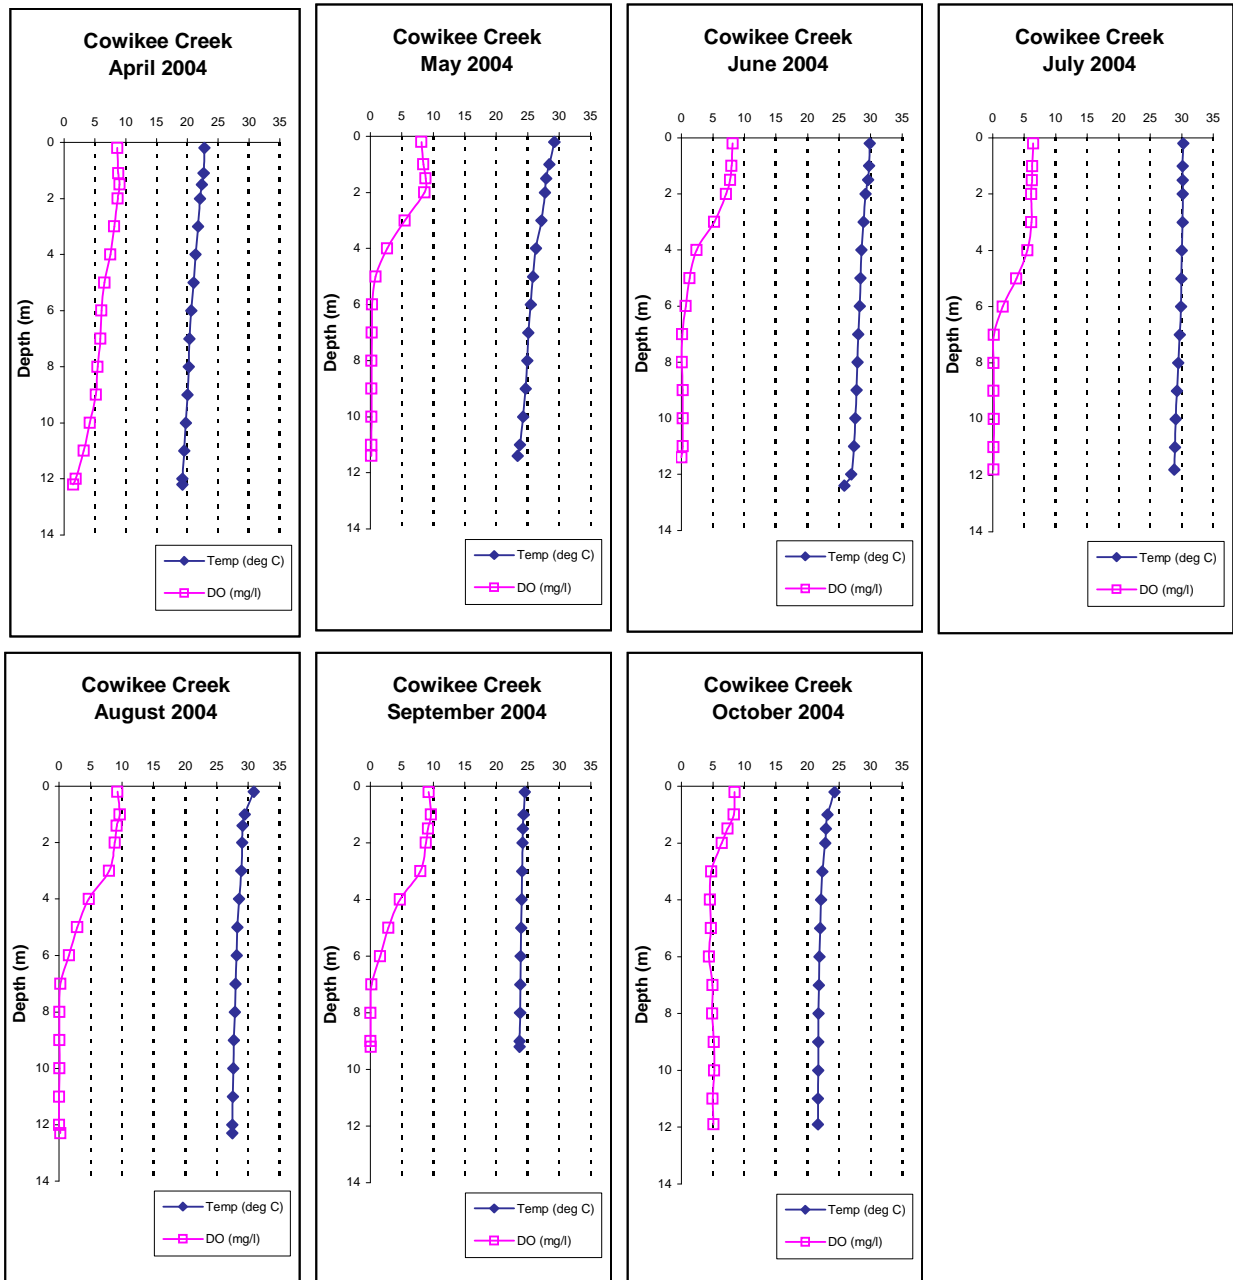 Cowikee Creek
April 2004
0 5 10 15 20 25 30 35
0
2
4
6
8
10
12
14
Depth (m)
Temp (deg C)
DO (mg/l)
Cowikee Creek
May 2004
0 5 10 15 20 25 30 35
0
2
4
6
8
10
12
14
Depth (m)
Temp (deg C)
DO (mg/l)
Cowikee Creek
June 2004
0 5 10 15 20 25 30 35
0
2
4
6
8
10
12
14
Depth (m)
Temp (deg C)
DO (mg/l)
Cowikee Creek
July 2004
0 5 10 15 20 25 30 35
0
2
4
6
8
10
12
14
Depth (m)
Temp (deg C)
DO (mg/l)
Cowikee Creek
August 2004
0 5 10 15 20 25 30 35
0
2
4
6
8
10
12
14
Depth (m)
Temp (deg C)
DO (mg/l)
Cowikee Creek
September 2004
0 5 10 15 20 25 30 35
0
2
4
6
8
10
12
14
Depth (m)
Temp (deg C)
DO (mg/l)
Cowikee Creek
October 2004
0 5 10 15 20 25 30 35
0
2
4
6
8
10
12
14
Depth (m)
Temp (deg C)
DO (mg/l)